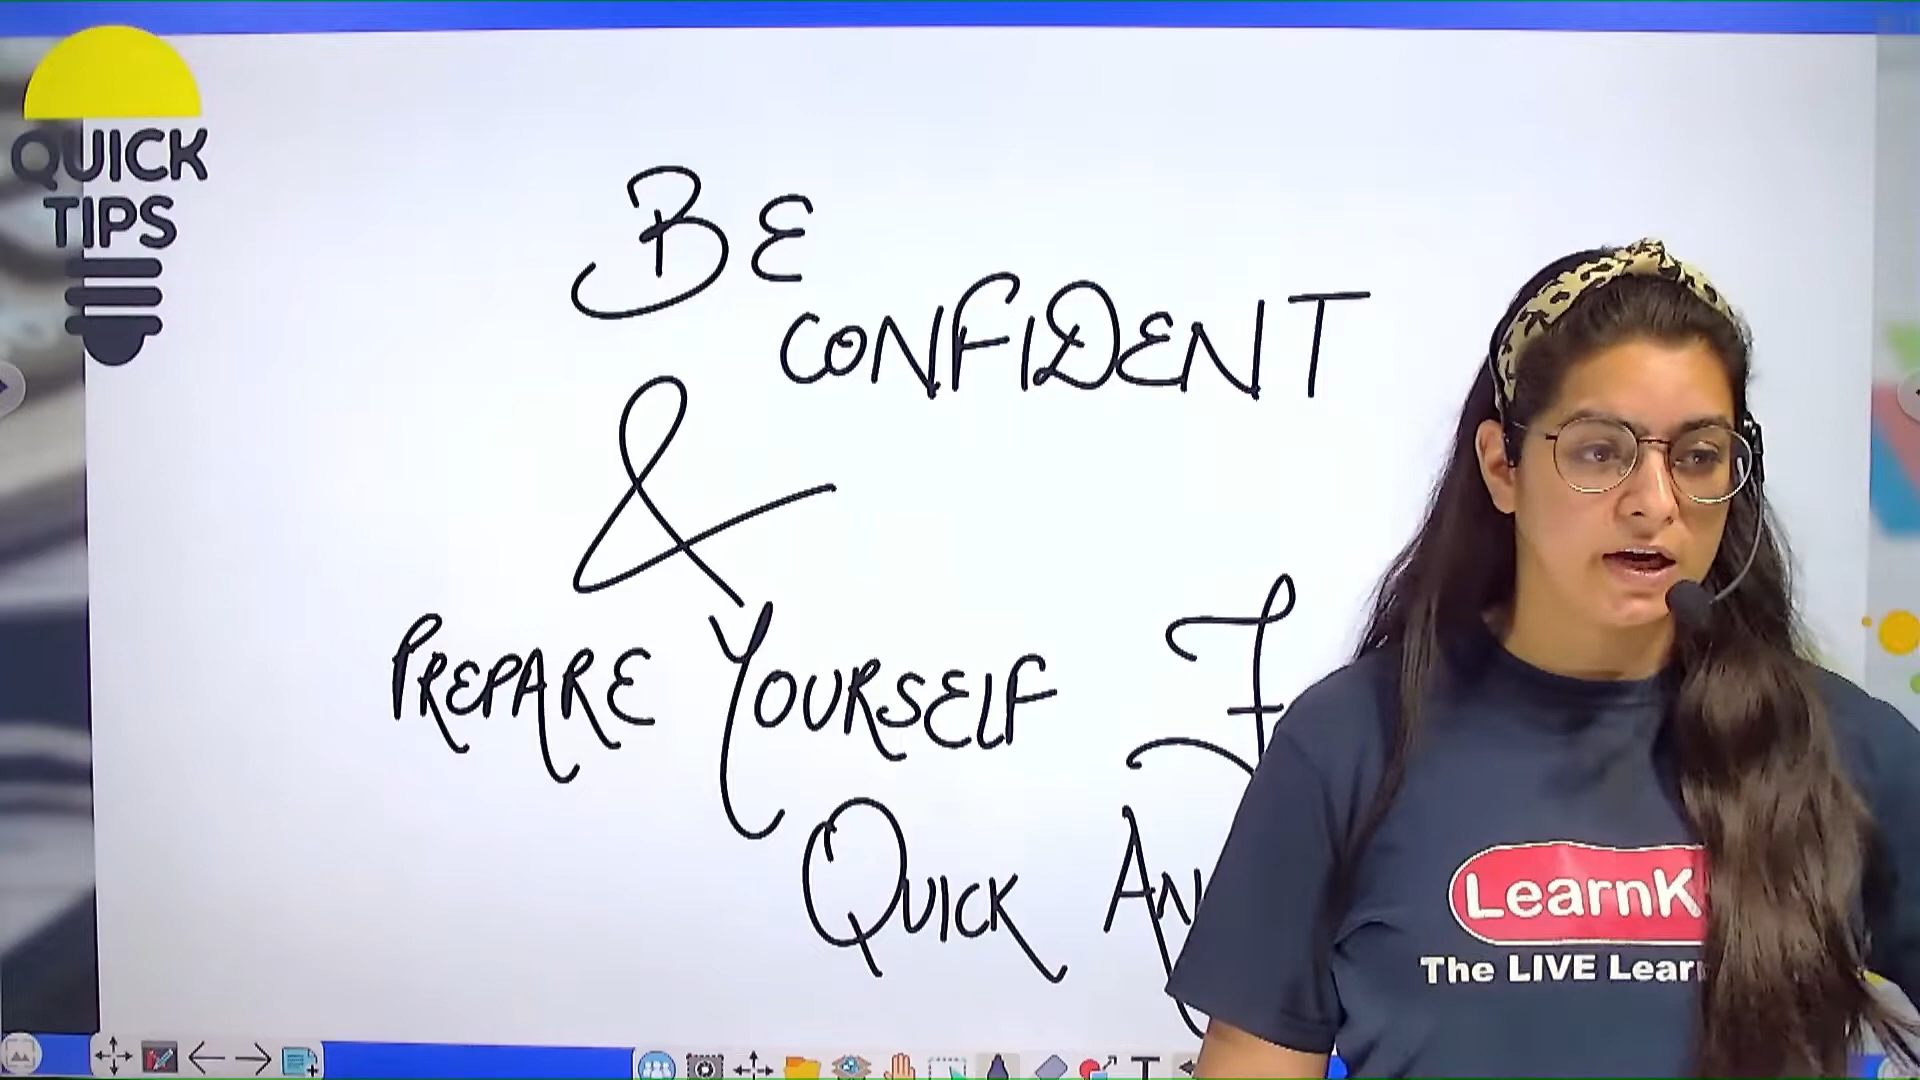 QUICK
TIPS
BE
CONFIDENT
&
PREPARE YOURSELF
QUICK
LearnK
The LIVE Lear